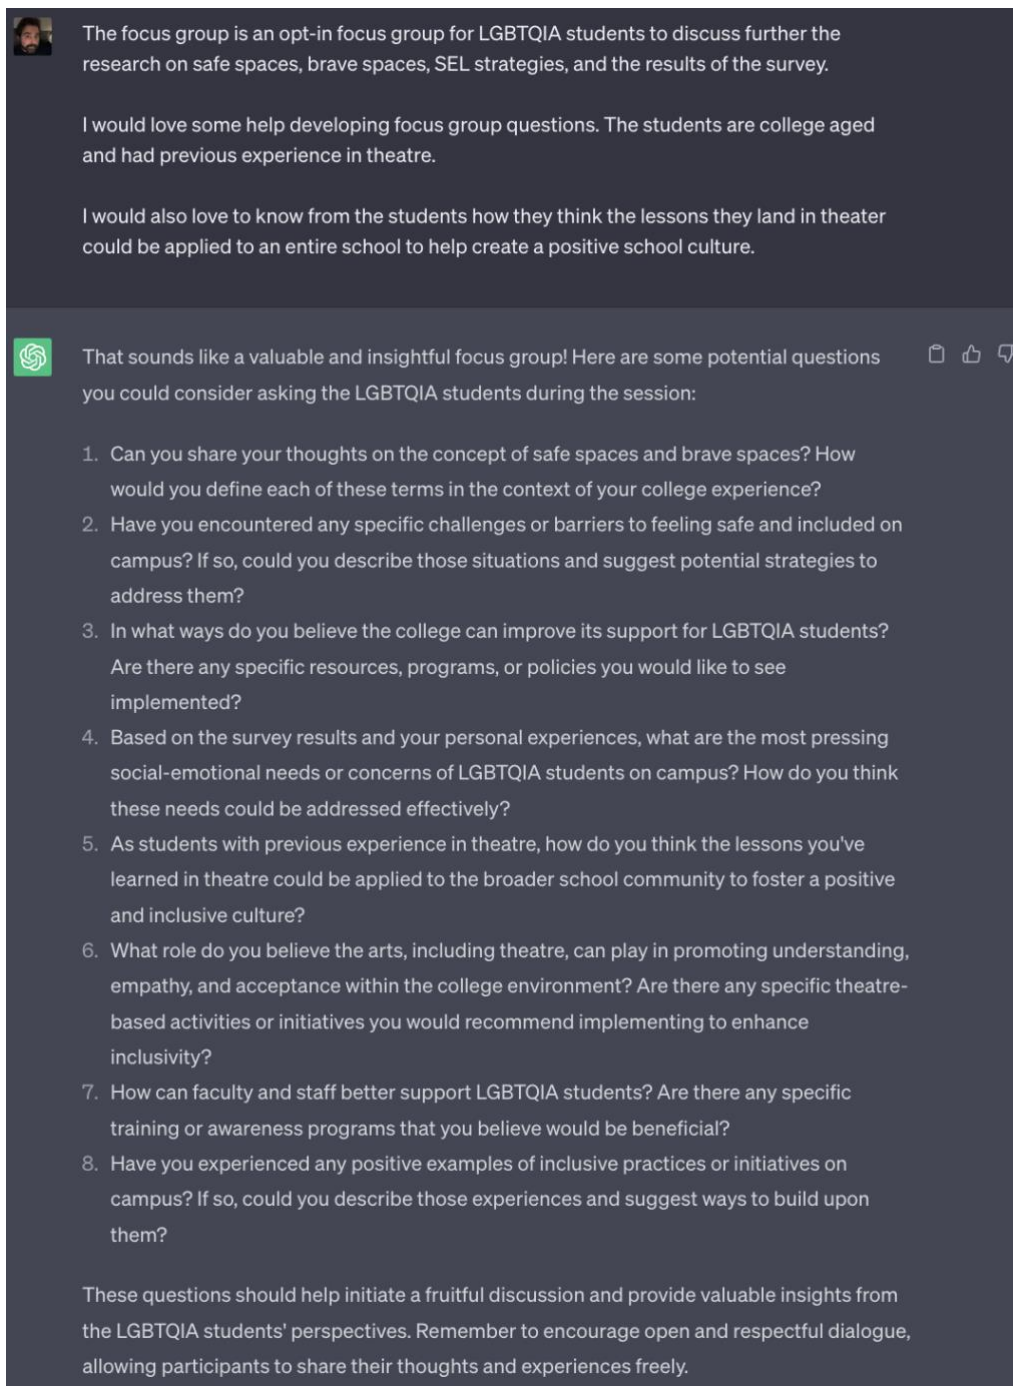 The focus group is an opt-in focus group for LGBTQIA students to discuss further the
research on safe spaces, brave spaces, SEL strategies, and the results of the survey.
I would love some help developing focus group questions. The students are college aged
and had previous experience in theatre.
I would also love to know from the students how they think the lessons they land in theater
could be applied to an entire school to help create a positive school culture.
That sounds like a valuable and insightful focus group! Here are some potential questions
you could consider asking the LGBTQIA students during the session:
1. Can you share your thoughts on the concept of safe spaces and brave spaces? How
would you define each of these terms in the context of your college experience?
2. Have you encountered any specific challenges or barriers to feeling safe and included on
campus? If so, could you describe those situations and suggest potential strategies to
address them?
3. In what ways do you believe the college can improve its support for LGBTQIA students?
Are there any specific resources, programs, or policies you would like to see
implemented?
4. Based on the survey results and your personal experiences, what are the most pressing
social-emotional needs or concerns of LGBTQIA students on campus? How do you think
these needs could be addressed effectively?
5. As students with previous experience in theatre, how do you think the lessons you've
learned in theatre could be applied to the broader school community to foster a positive
and inclusive culture?
6. What role do you believe the arts, including theatre, can play in promoting understanding,
empathy, and acceptance within the college environment? Are there any specific theatre-
based activities or initiatives you would recommend implementing to enhance
inclusivity?
7. How can faculty and staff better support LGBTQIA students? Are there any specific
training or awareness programs that you believe would be beneficial?
8. Have you experienced any positive examples of inclusive practices or initiatives on
campus? If so, could you describe those experiences and suggest ways to build upon
them?
These questions should help initiate a fruitful discussion and provide valuable insights from
the LGBTQIA students' perspectives. Remember to encourage open and respectful dialogue,
allowing participants to share their thoughts and experiences freely.